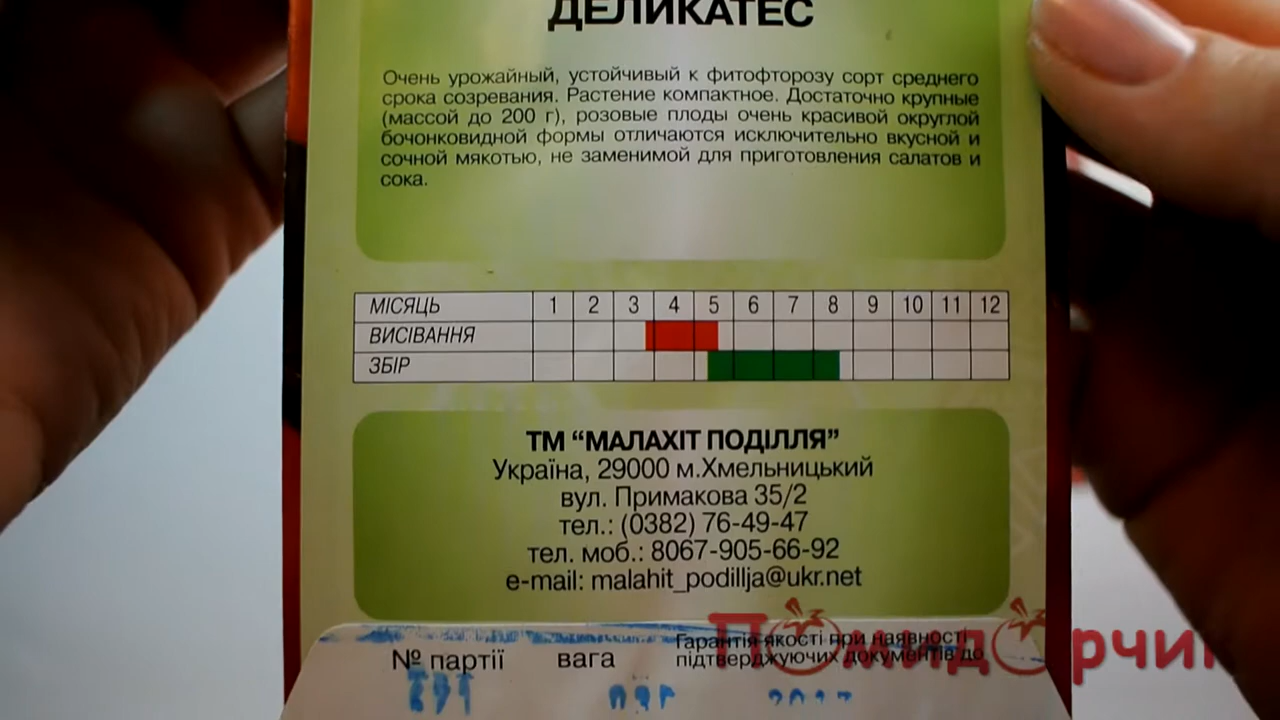 ДЕЛИКАТЕС
Очень урожайный, устойчивый к фитофторозу сорт среднего
срока созревания. Растение компактное. Достаточно крупные
(массой до 200 г), розовые плоды очень красивой округлой
бочонковидной формы отличаются исключительно вкусной и
сочной мякотью, не заменимой для приготовления салатов и
сока.
МІСЯЦЬ 1 2 3 4 5 6 7 8 9 10 11 12
ВИСІВАННЯ
ЗБІР
ТМ “МАЛАХІТ ПОДІЛЛЯ”
Україна, 29000 м.Хмельницький
вул. Примакова 35/2
тел.: (0382) 76-49-47
тел. моб.: 8067-905-66-92
e-mail: malahit_podillja@ukr.net
Гарантія якості при наявності
підтверджуючих документів до
№ партії вага
Помидорчик